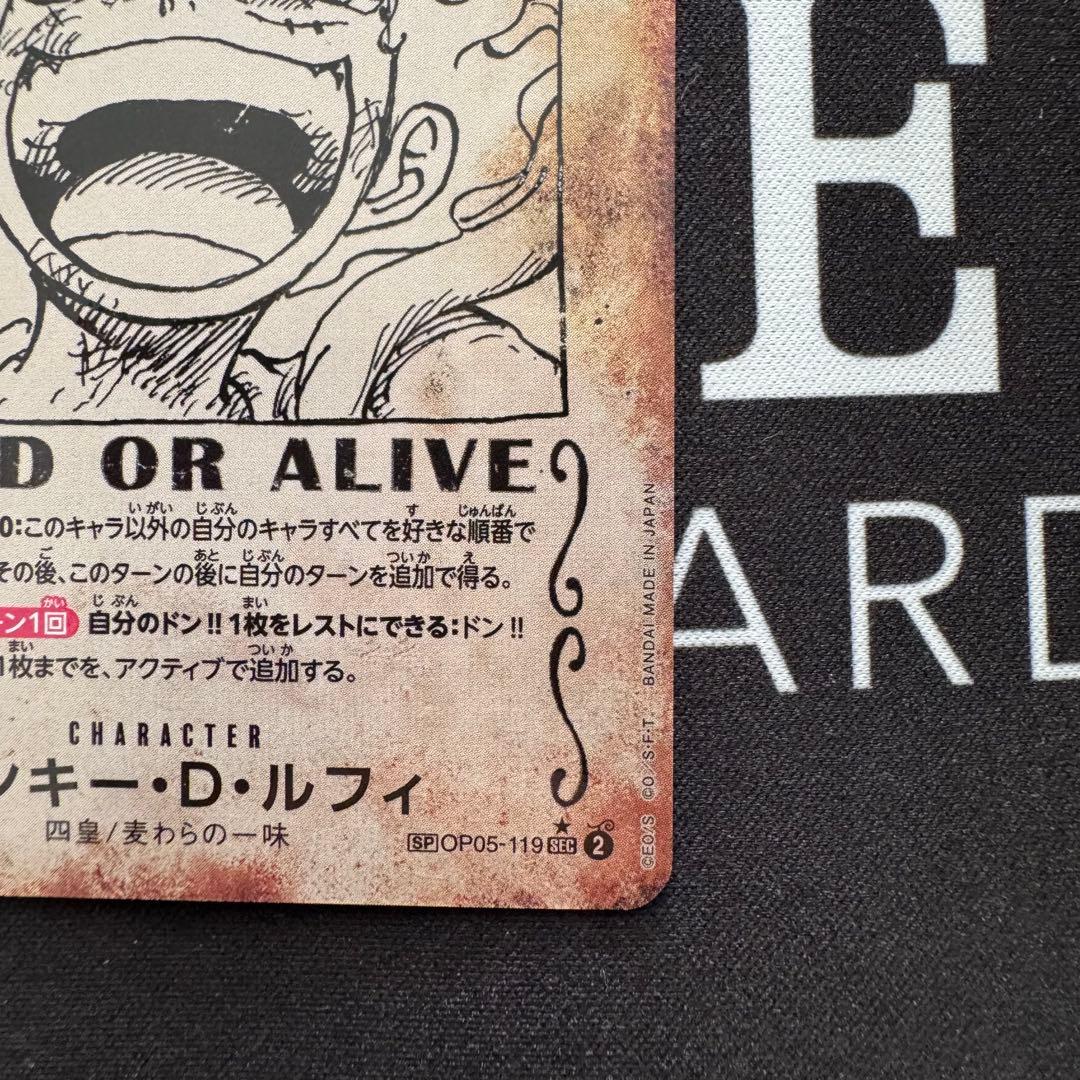 E
ARD
D OR ALIVE
0:このキャラ以外の自分のキャラすべてを好きな順番で
その後、このターンの後に自分のターンを追加で得る。
ーン1回 自分のドン!!1枚をレストにできる:ドン!!
1枚までを、アクティブで追加する。
CHARACTER
ンキー・D・ルフィ
四皇/麦わらの一味
SP OP05-119 SEC 2
©E.O/S ©O/S・F・T BANDAI MADE IN JAPAN